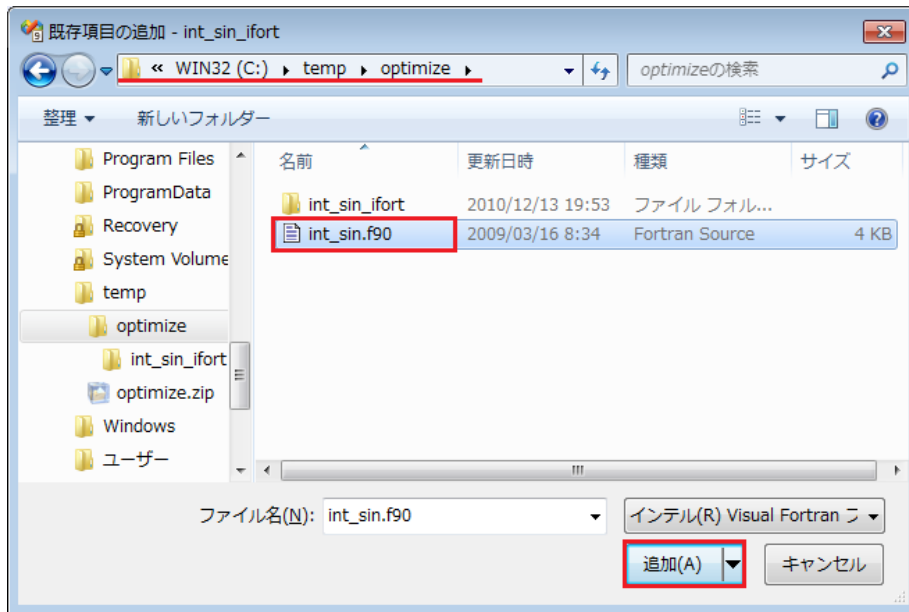 既存項目の追加 - int_sin_ifort
« WIN32 (C:) ▸ temp ▸ optimize ▸
optimizeの検索
整理 ▼ 新しいフォルダー
Program Files
ProgramData
Recovery
System Volume
temp
optimize
int_sin_ifort
optimize.zip
Windows
ユーザー
名前 更新日時 種類 サイズ
int_sin_ifort 2010/12/13 19:53 ファイル フォル...
int_sin.f90 2009/03/16 8:34 Fortran Source 4 KB
ファイル名(N): int_sin.f90
インテル(R) Visual Fortran フ
追加(A) キャンセル